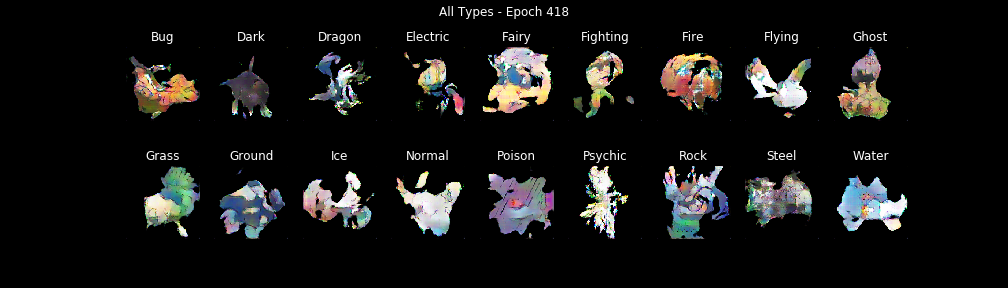 All Types - Epoch 418
Bug Dark Dragon Electric Fairy Fighting Fire Flying Ghost
Grass Ground Ice Normal Poison Psychic Rock Steel Water